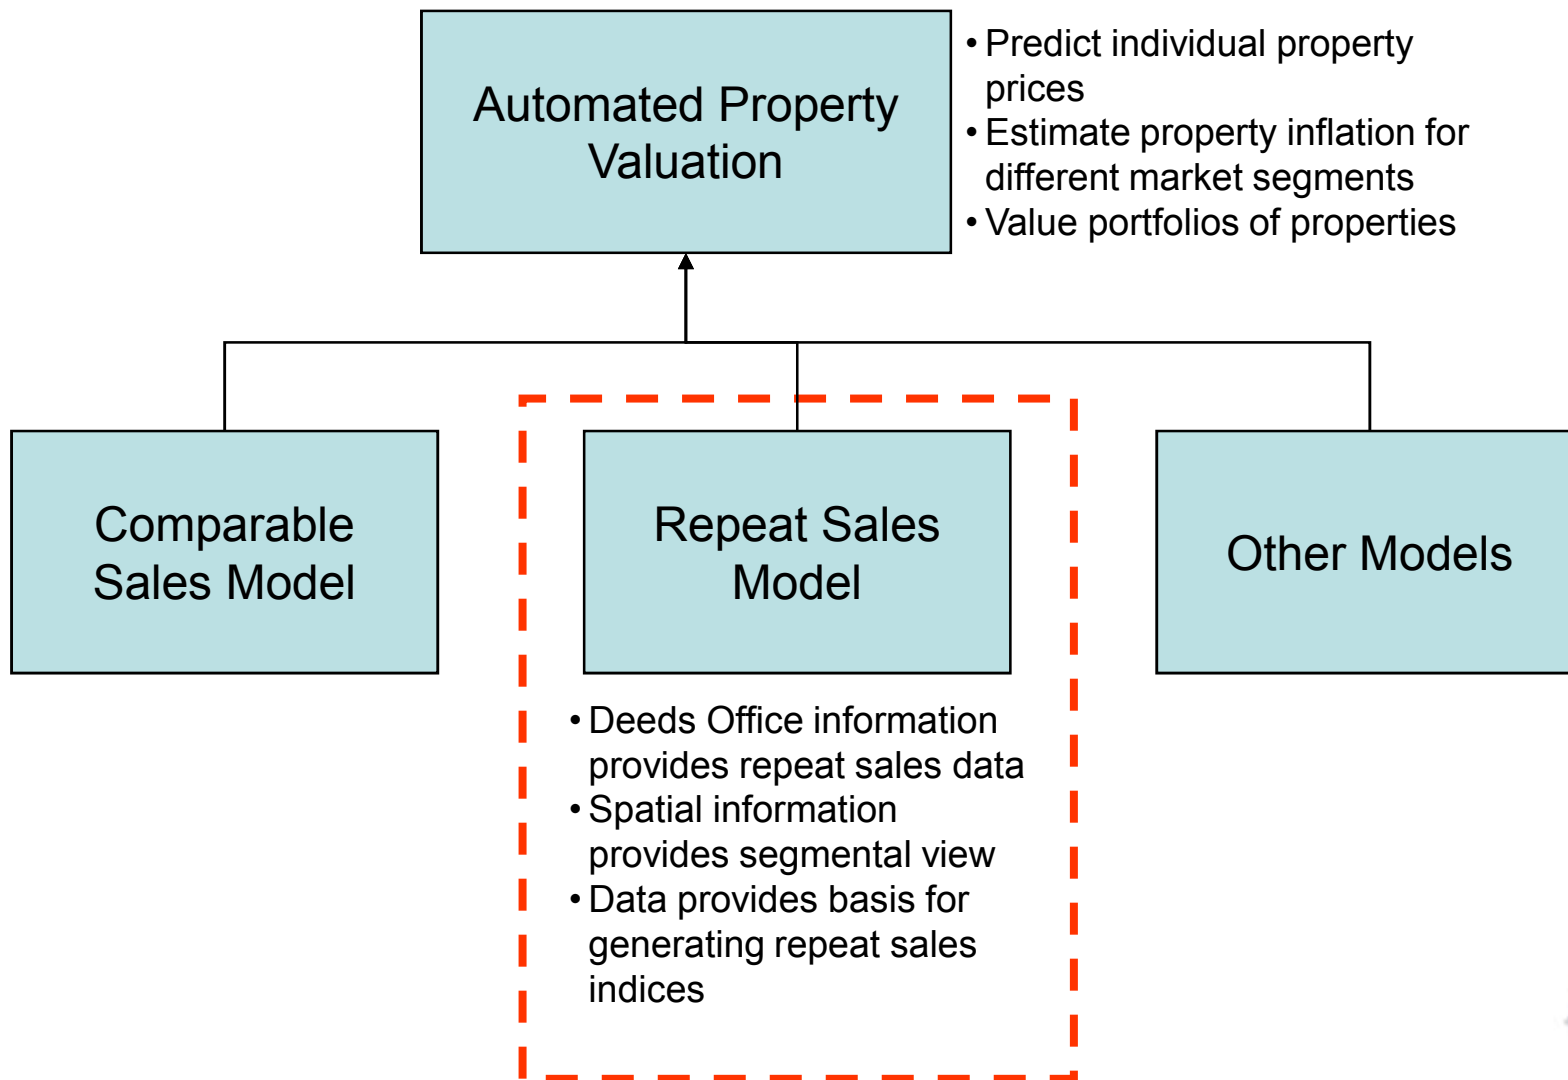 Automated Property
Valuation
• Predict individual property
prices
• Estimate property inflation for
different market segments
• Value portfolios of properties
Comparable
Sales Model
Repeat Sales
Model
Other Models
• Deeds Office information
provides repeat sales data
• Spatial information
provides segmental view
• Data provides basis for
generating repeat sales
indices